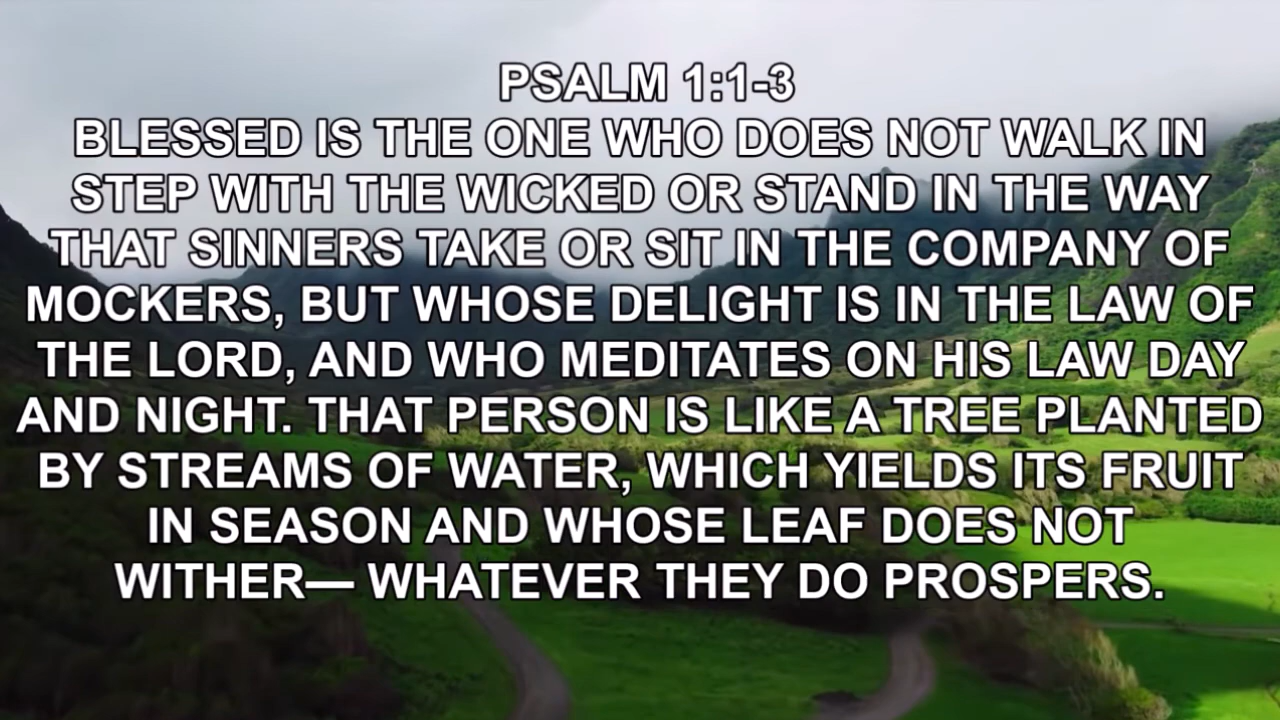 PSALM 1:1-3
BLESSED IS THE ONE WHO DOES NOT WALK IN
STEP WITH THE WICKED OR STAND IN THE WAY
THAT SINNERS TAKE OR SIT IN THE COMPANY OF
MOCKERS, BUT WHOSE DELIGHT IS IN THE LAW OF
THE LORD, AND WHO MEDITATES ON HIS LAW DAY
AND NIGHT. THAT PERSON IS LIKE A TREE PLANTED
BY STREAMS OF WATER, WHICH YIELDS ITS FRUIT
IN SEASON AND WHOSE LEAF DOES NOT
WITHER— WHATEVER THEY DO PROSPERS.